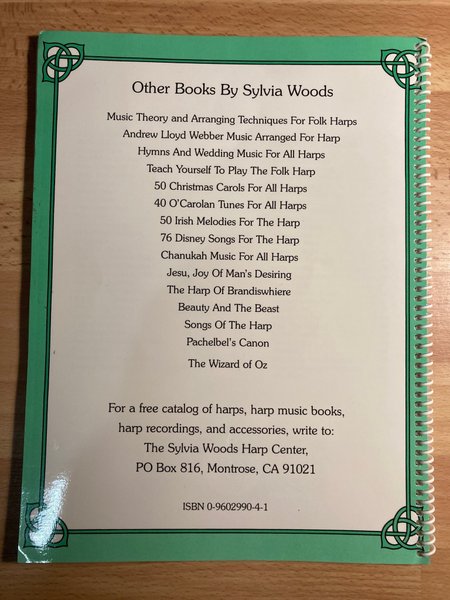 Other Books By Sylvia Woods
Music Theory and Arranging Techniques For Folk Harps
Andrew Lloyd Webber Music Arranged For Harp
Hymns And Wedding Music For All Harps
Teach Yourself To Play The Folk Harp
50 Christmas Carols For All Harps
40 O'Carolan Tunes For All Harps
50 Irish Melodies For The Harp
76 Disney Songs For The Harp
Chanukah Music For All Harps
Jesu, Joy Of Man's Desiring
The Harp Of Brandiswhiere
Beauty And The Beast
Songs Of The Harp
Pachelbel's Canon
The Wizard of Oz
For a free catalog of harps, harp music books,
harp recordings, and accessories, write to:
The Sylvia Woods Harp Center,
PO Box 816, Montrose, CA 91021
ISBN 0-9602990-4-1